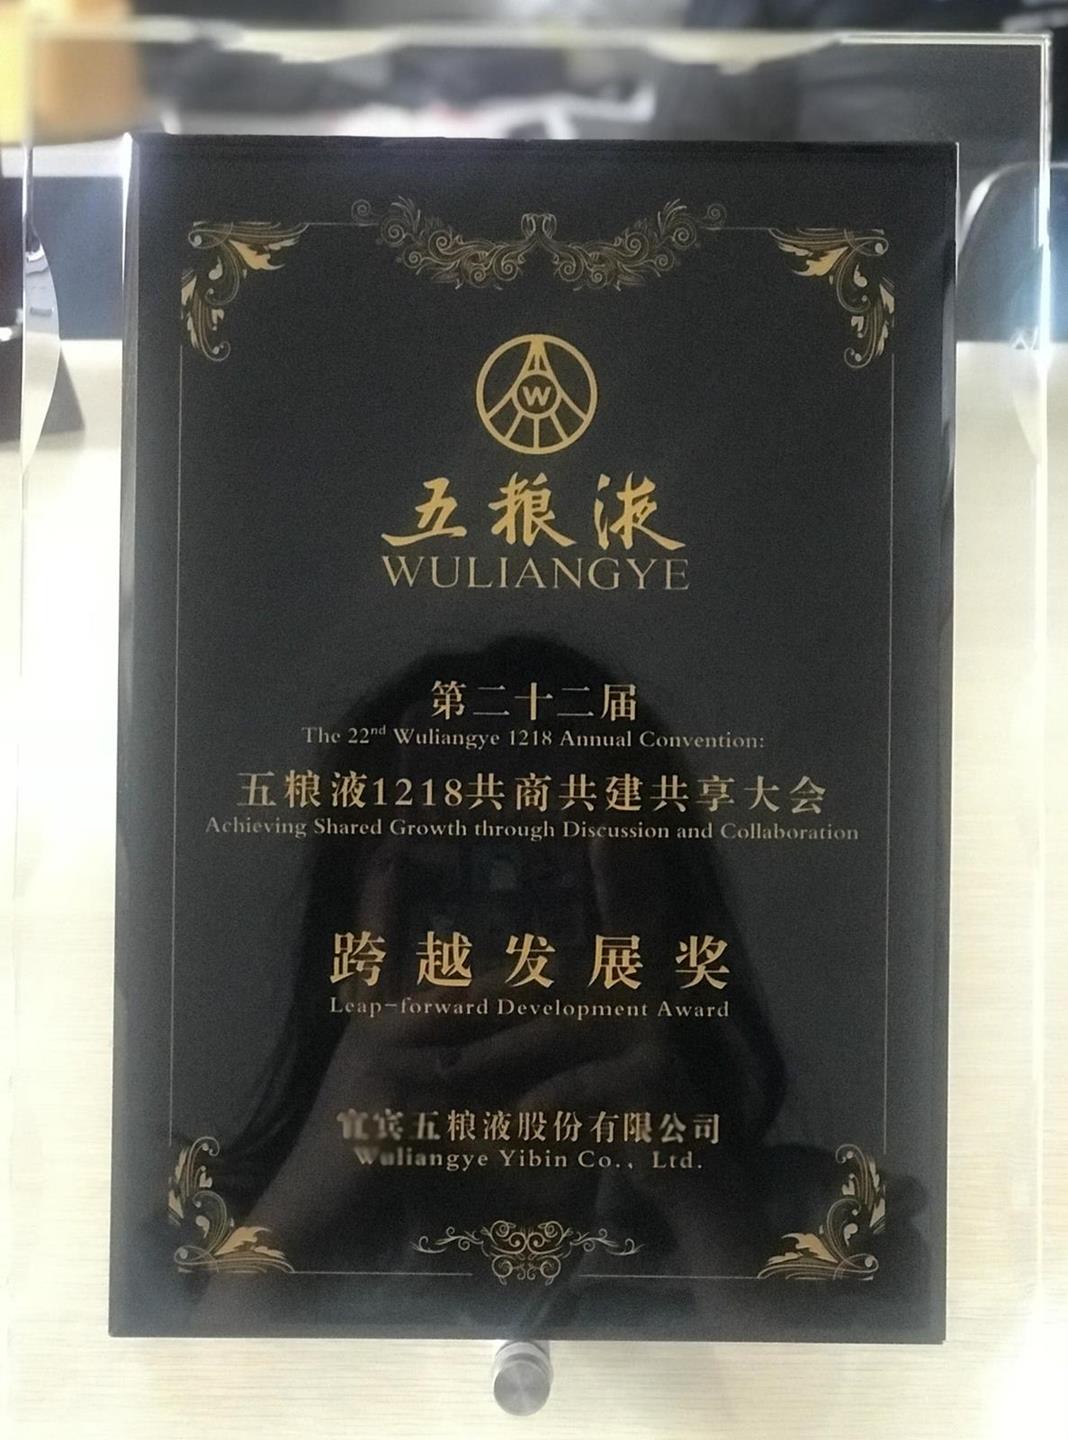 W
五粮液
WULIANGYE
第二十二届
The 22nd Wuliangye 1218 Annual Convention:
五粮液1218共商共建共享大会
Achieving Shared Growth through Discussion and Collaboration
跨越发展奖
Leap-forward Development Award
宜宾五粮液股份有限公司
Wuliangye Yibin Co., Ltd.